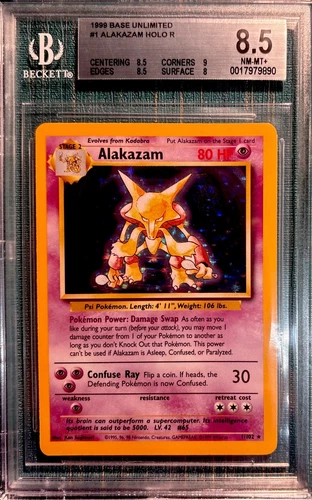 1999 BASE UNLIMITED
#1 ALAKAZAM HOLO R
8.5
CENTERING 8.5 CORNERS 9
EDGES 8.5 SURFACE 8
NM-MT+
0017979890
B
BECKETT®
Evolves from Kadabra Put Alakazam on the Stage 1 card
STAGE 2
Alakazam 80 HP
Psi Pokémon. Length: 4' 11", Weight: 106 lbs.
Pokémon Power: Damage Swap As often as you
like during your turn (before your attack), you may move 1
damage counter from 1 of your Pokémon to another as
long as you don't Knock Out that Pokémon. This power
can't be used if Alakazam is Asleep, Confused, or Paralyzed.
Confuse Ray Flip a coin. If heads, the
Defending Pokémon is now Confused.
30
weakness resistance retreat cost
Its brain can outperform a supercomputer. Its intelligence
quotient is said to be 5000. LV. 42 #65
1/102 ★